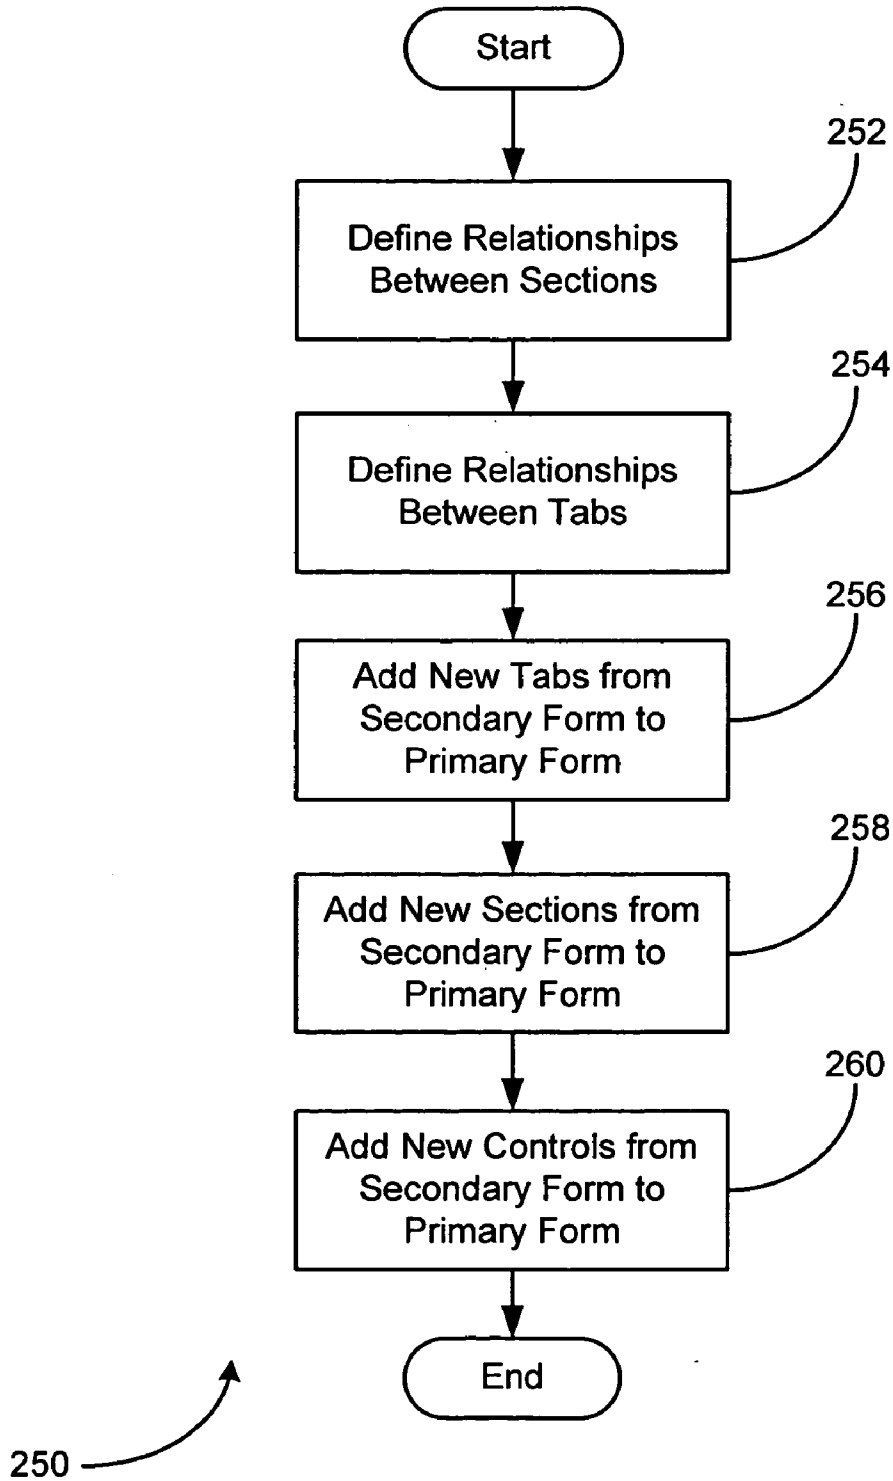 Start
252
Define Relationships
Between Sections
254
Define Relationships
Between Tabs
256
Add New Tabs from
Secondary Form to
Primary Form
258
Add New Sections from
Secondary Form to
Primary Form
260
Add New Controls from
Secondary Form to
Primary Form
End
250